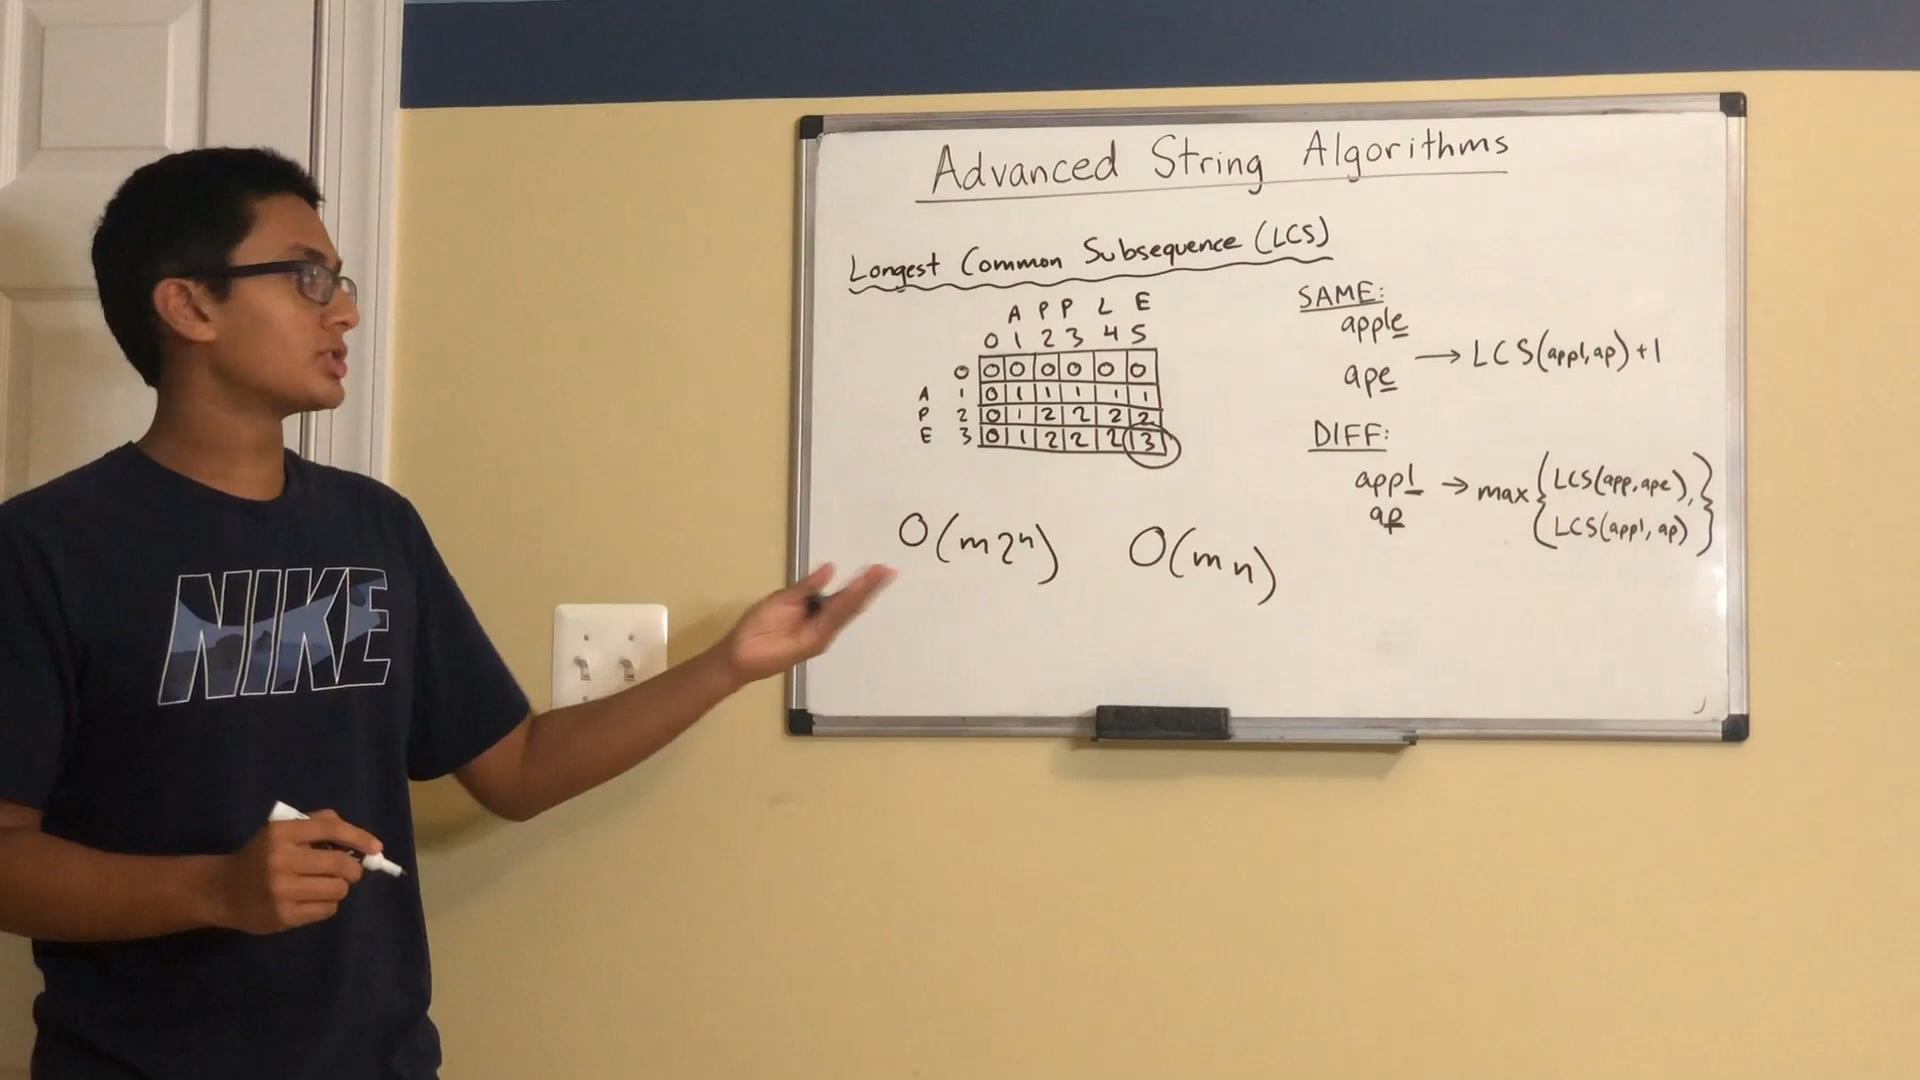 Advanced String Algorithms
Longest Common Subsequence (LCS)
A P P L E
0 1 2 3 4 5
0 0 0 0 0 0 0
A 1 0 1 1 1 1 1
P 2 0 1 2 2 2 2
E 3 0 1 2 2 2 3
O(m2ⁿ) O(mn)
SAME:
apple
ape
→ LCS(appl,ap)+1
DIFF:
appl
ap
→ max { LCS(app,ape),
LCS(appl, ap) }
NIKE